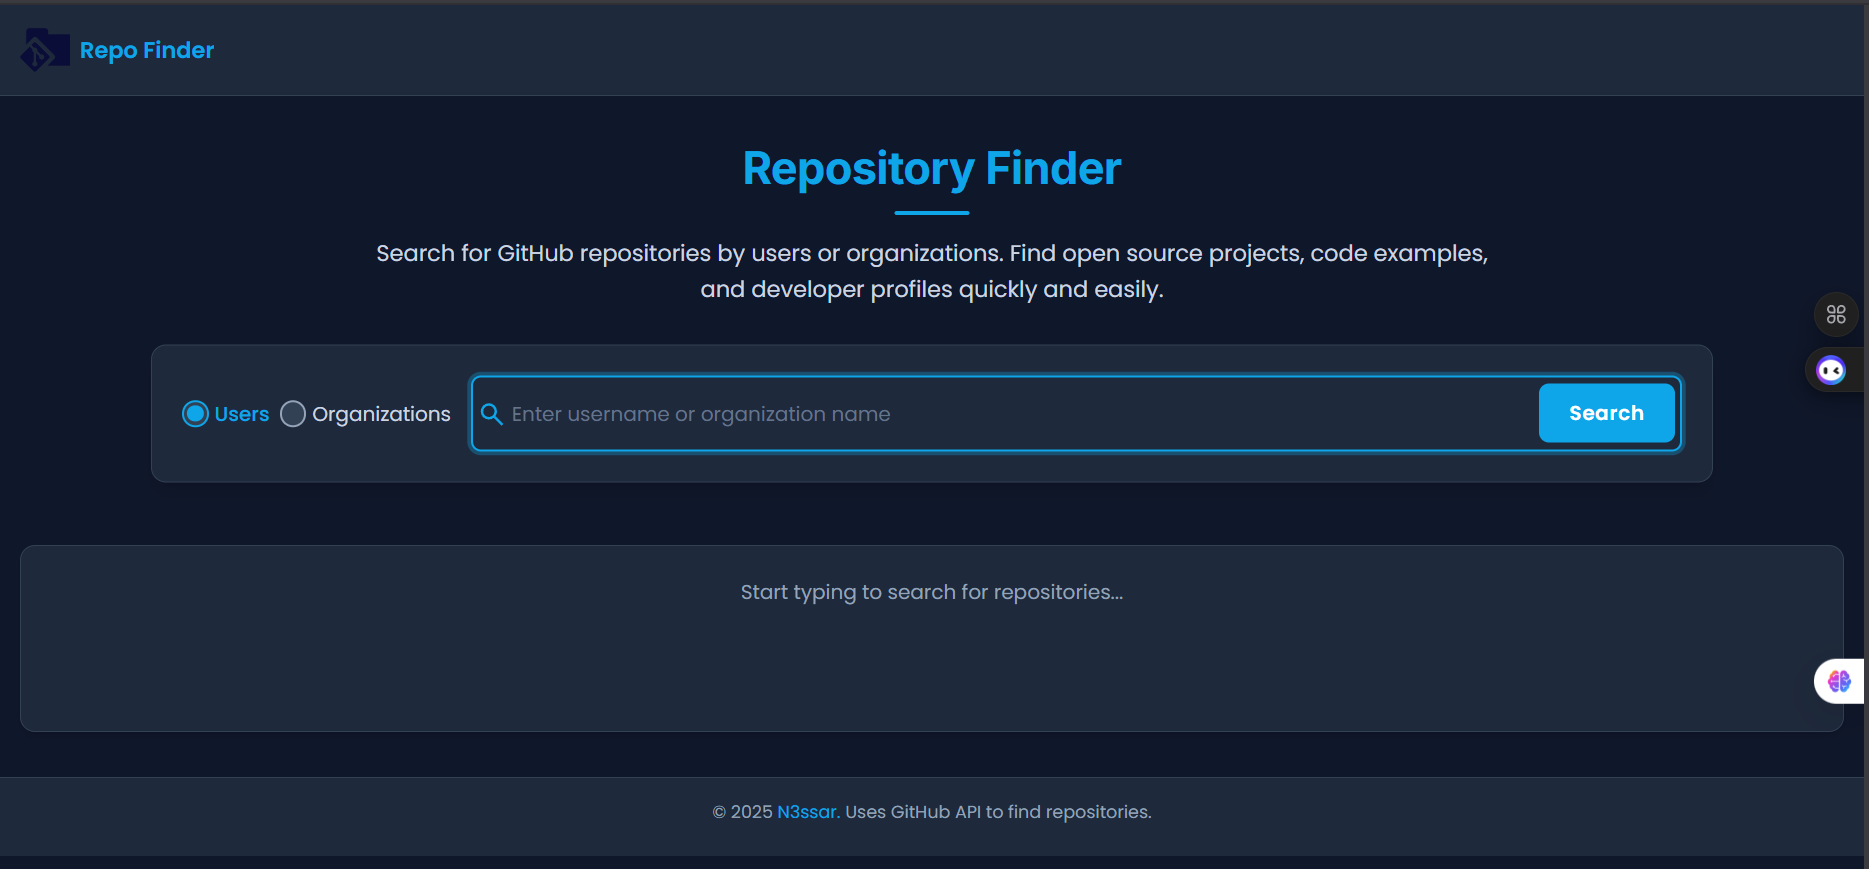 Repo Finder
Repository Finder
Search for GitHub repositories by users or organizations. Find open source projects, code examples,
and developer profiles quickly and easily.
Users Organizations Enter username or organization name Search
Start typing to search for repositories...
© 2025 N3ssar. Uses GitHub API to find repositories.